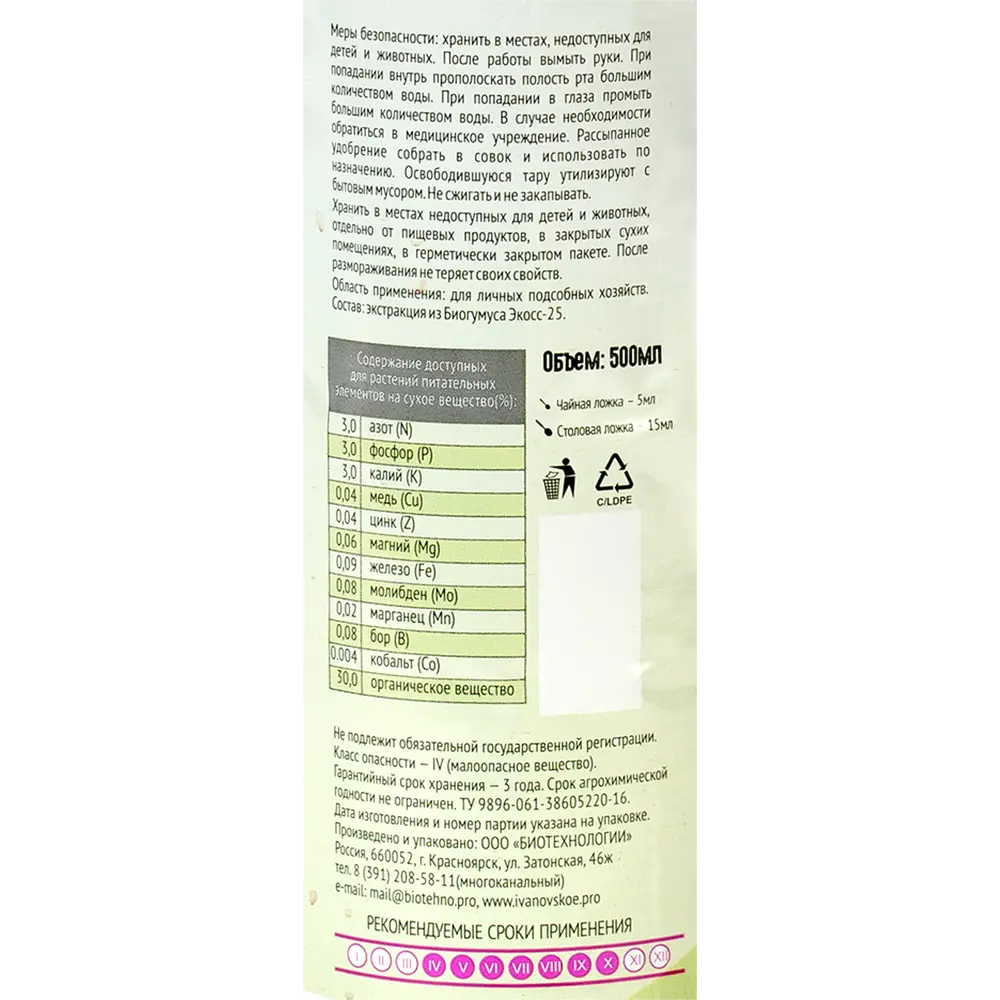 Меры безопасности: хранить в местах, недоступных для
детей и животных. После работы вымыть руки. При
попадании внутрь прополоскать полость рта большим
количеством воды. При попадании в глаза промыть
большим количеством воды. В случае необходимости
обратиться в медицинское учреждение. Рассыпанное
удобрение собрать в совок и использовать по
назначению. Освободившуюся тару утилизируют с
бытовым мусором. Не сжигать и не закапывать.
Хранить в местах недоступных для детей и животных,
отдельно от пищевых продуктов, в закрытых сухих
помещениях, в герметически закрытом пакете. После
размораживания не теряет своих свойств.
Область применения: для личных подсобных хозяйств.
Состав: экстракция из Биогумуса Экосс-25.
Содержание доступных
для растений питательных
элементов на сухое вещество(%):
3,0 азот (N)
3,0 фосфор (P)
3,0 калий (K)
0,04 медь (Cu)
0,04 цинк (Z)
0,06 магний (Mg)
0,09 железо (Fe)
0,08 молибден (Mo)
0,02 марганец (Mn)
0,08 бор (B)
0.004 кобальт (Co)
30,0 органическое вещество
Объем: 500мл
Чайная ложка – 5мл
Столовая ложка – 15мл
C/LDPE
Не подлежит обязательной государственной регистрации.
Класс опасности — IV (малоопасное вещество).
Гарантийный срок хранения — 3 года. Срок агрохимической
годности не ограничен. ТУ 9896-061-38605220-16.
Дата изготовления и номер партии указана на упаковке.
Произведено и упаковано: ООО «БИОТЕХНОЛОГИИ»
Россия, 660052, г. Красноярск, ул. Затонская, 46ж
тел. 8 (391) 208-58-11(многоканальный)
e-mail: mail@biotehno.pro, www.ivanovskoe.pro
РЕКОМЕНДУЕМЫЕ СРОКИ ПРИМЕНЕНИЯ
I II III IV V VI VII VIII IX X XI XII